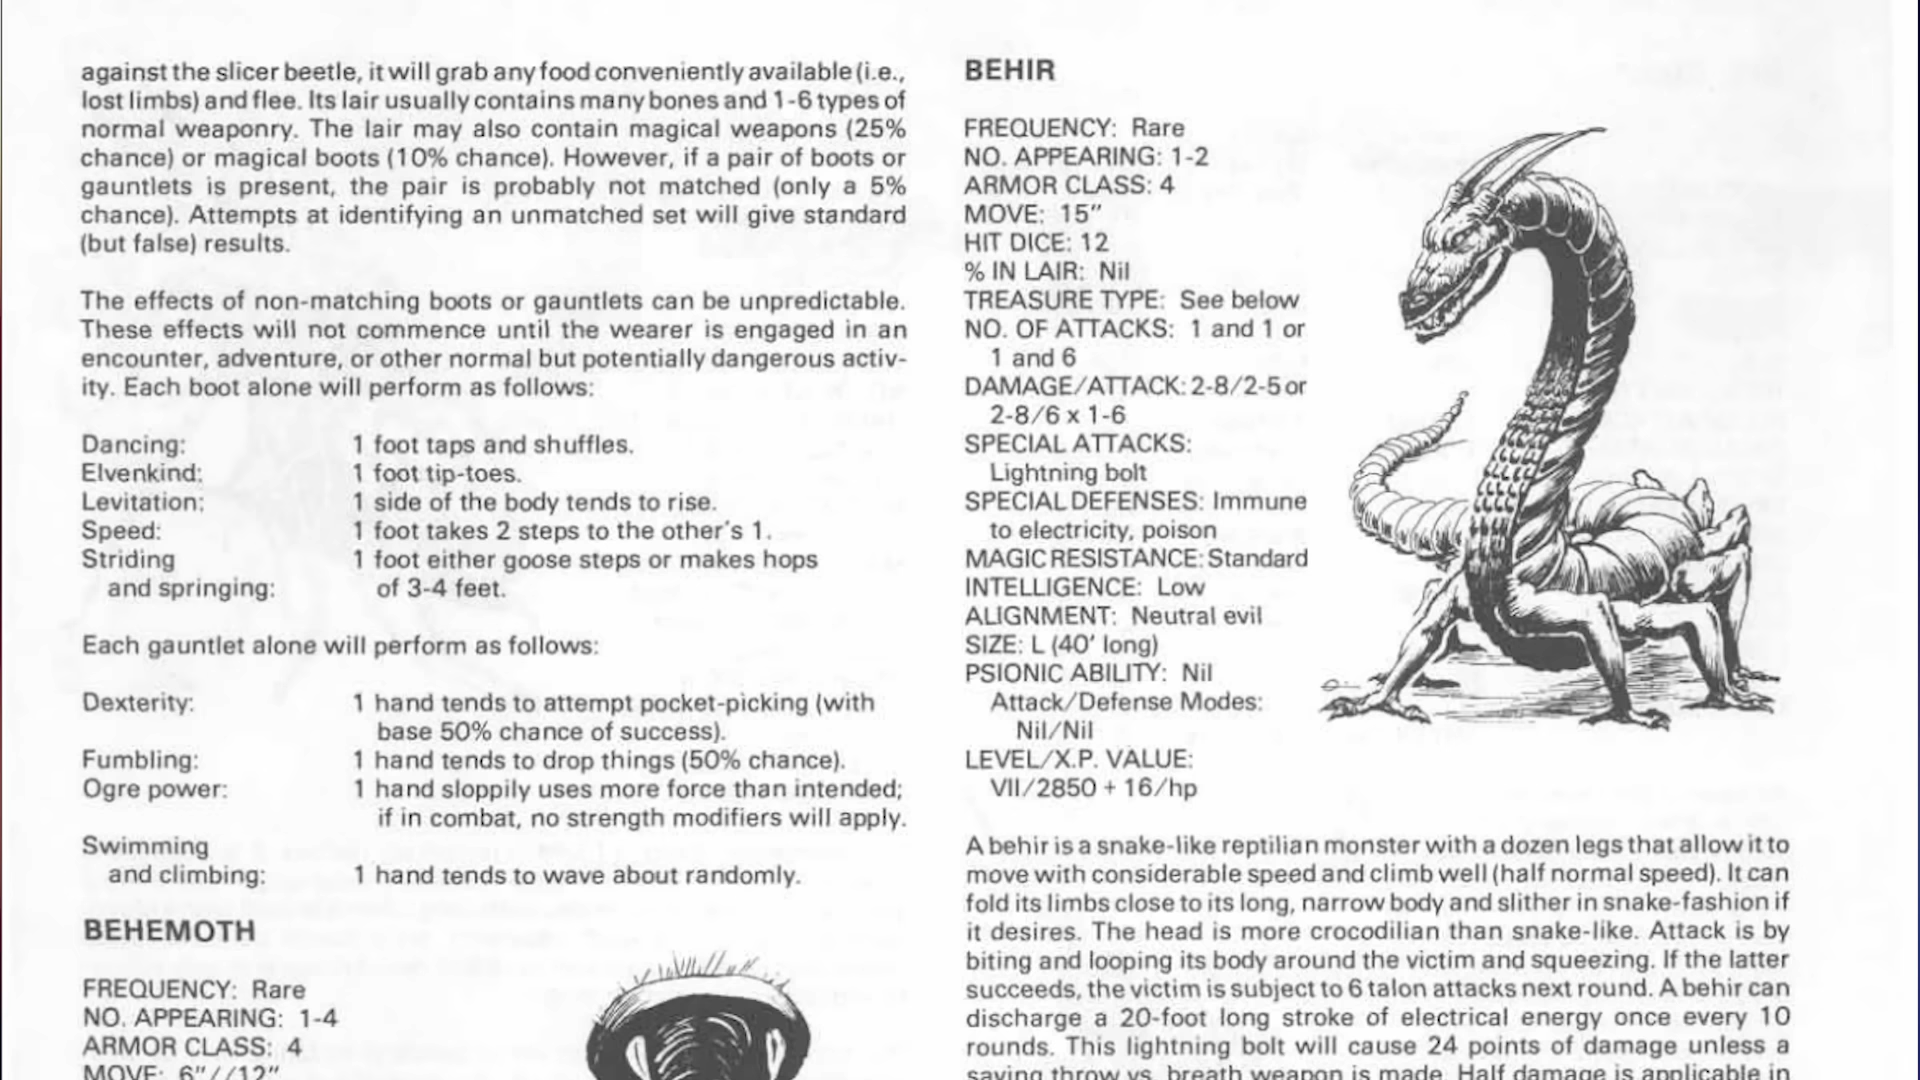 against the slicer beetle, it will grab any food conveniently available (i.e.,
lost limbs) and flee. Its lair usually contains many bones and 1-6 types of
normal weaponry. The lair may also contain magical weapons (25%
chance) or magical boots (10% chance). However, if a pair of boots or
gauntlets is present, the pair is probably not matched (only a 5%
chance). Attempts at identifying an unmatched set will give standard
(but false) results.
The effects of non-matching boots or gauntlets can be unpredictable.
These effects will not commence until the wearer is engaged in an
encounter, adventure, or other normal but potentially dangerous activ-
ity. Each boot alone will perform as follows:
Dancing: 1 foot taps and shuffles.
Elvenkind: 1 foot tip-toes.
Levitation: 1 side of the body tends to rise.
Speed: 1 foot takes 2 steps to the other's 1.
Striding 1 foot either goose steps or makes hops
and springing: of 3-4 feet.
Each gauntlet alone will perform as follows:
Dexterity: 1 hand tends to attempt pocket-picking (with
base 50% chance of success).
Fumbling: 1 hand tends to drop things (50% chance).
Ogre power: 1 hand sloppily uses more force than intended;
if in combat, no strength modifiers will apply.
Swimming
and climbing: 1 hand tends to wave about randomly.
BEHEMOTH
FREQUENCY: Rare
NO. APPEARING: 1-4
ARMOR CLASS: 4
MOVE: 6"//12"
BEHIR
FREQUENCY: Rare
NO. APPEARING: 1-2
ARMOR CLASS: 4
MOVE: 15"
HIT DICE: 12
% IN LAIR: Nil
TREASURE TYPE: See below
NO. OF ATTACKS: 1 and 1 or
1 and 6
DAMAGE/ATTACK: 2-8/2-5 or
2-8/6 x 1-6
SPECIAL ATTACKS:
Lightning bolt
SPECIAL DEFENSES: Immune
to electricity, poison
MAGIC RESISTANCE: Standard
INTELLIGENCE: Low
ALIGNMENT: Neutral evil
SIZE: L (40' long)
PSIONIC ABILITY: Nil
Attack/Defense Modes:
Nil/Nil
LEVEL/X.P. VALUE:
VII/2850 + 16/hp
A behir is a snake-like reptilian monster with a dozen legs that allow it to
move with considerable speed and climb well (half normal speed). It can
fold its limbs close to its long, narrow body and slither in snake-fashion if
it desires. The head is more crocodilian than snake-like. Attack is by
biting and looping its body around the victim and squeezing. If the latter
succeeds, the victim is subject to 6 talon attacks next round. A behir can
discharge a 20-foot long stroke of electrical energy once every 10
rounds. This lightning bolt will cause 24 points of damage unless a
saving throw vs. breath weapon is made. Half damage is applicable in